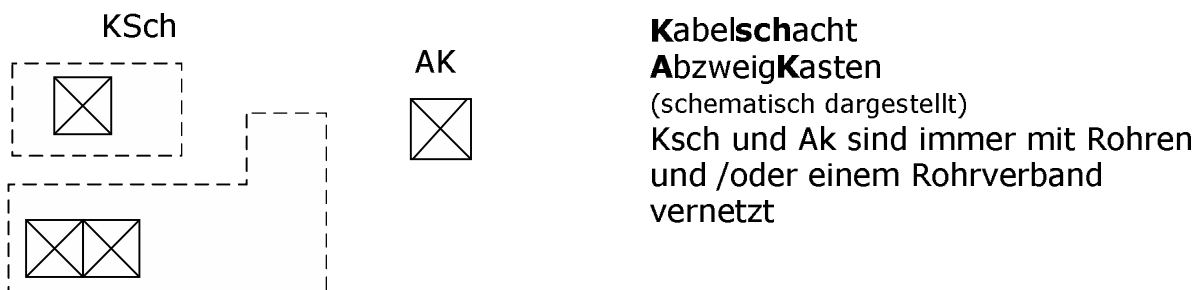 KSch
AK
Kabelschacht
AbzweigKasten
(schematisch dargestellt)
Ksch und Ak sind immer mit Rohren
und /oder einem Rohrverband
vernetzt